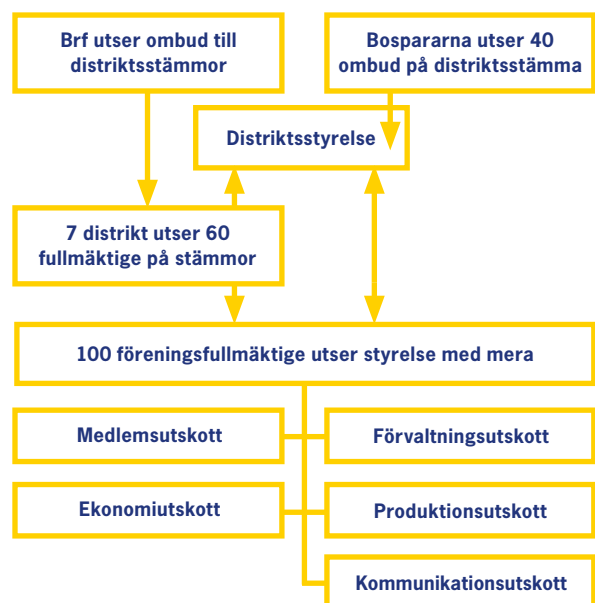 Brf utser ombud till
distriktsstämmor
Bospararna utser 40
ombud på distriktsstämma
Distriktsstyrelse
7 distrikt utser 60
fullmäktige på stämmor
100 föreningsfullmäktige utser styrelse med mera
Medlemsutskott
Förvaltningsutskott
Ekonomiutskott
Produktionsutskott
Kommunikationsutskott